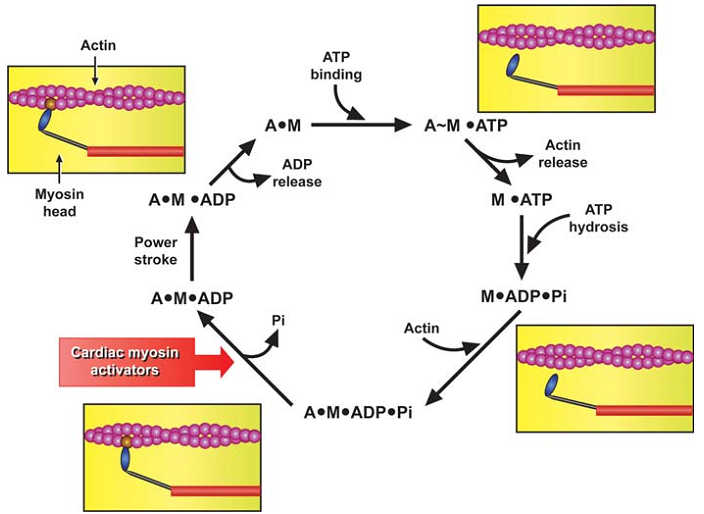 Actin
Myosin
head
A•M
ATP
binding
A~M •ATP
Actin
release
M •ATP
ATP
hydrosis
M•ADP•Pi
Actin
A•M•ADP•Pi
Pi
Cardiac myosin
activators
A•M•ADP
Power
stroke
A•M •ADP
ADP
release